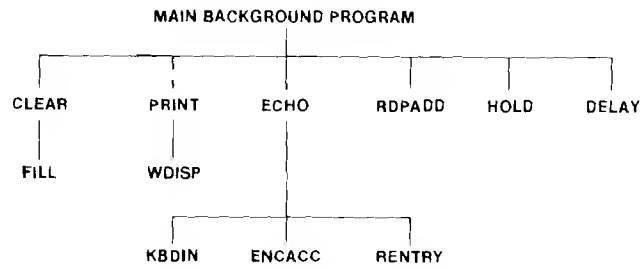 MAIN BACKGROUND PROGRAM
CLEAR PRINT ECHO RDPADD HOLD DELAY
FILL WDISP
KBDIN ENCACC RENTRY